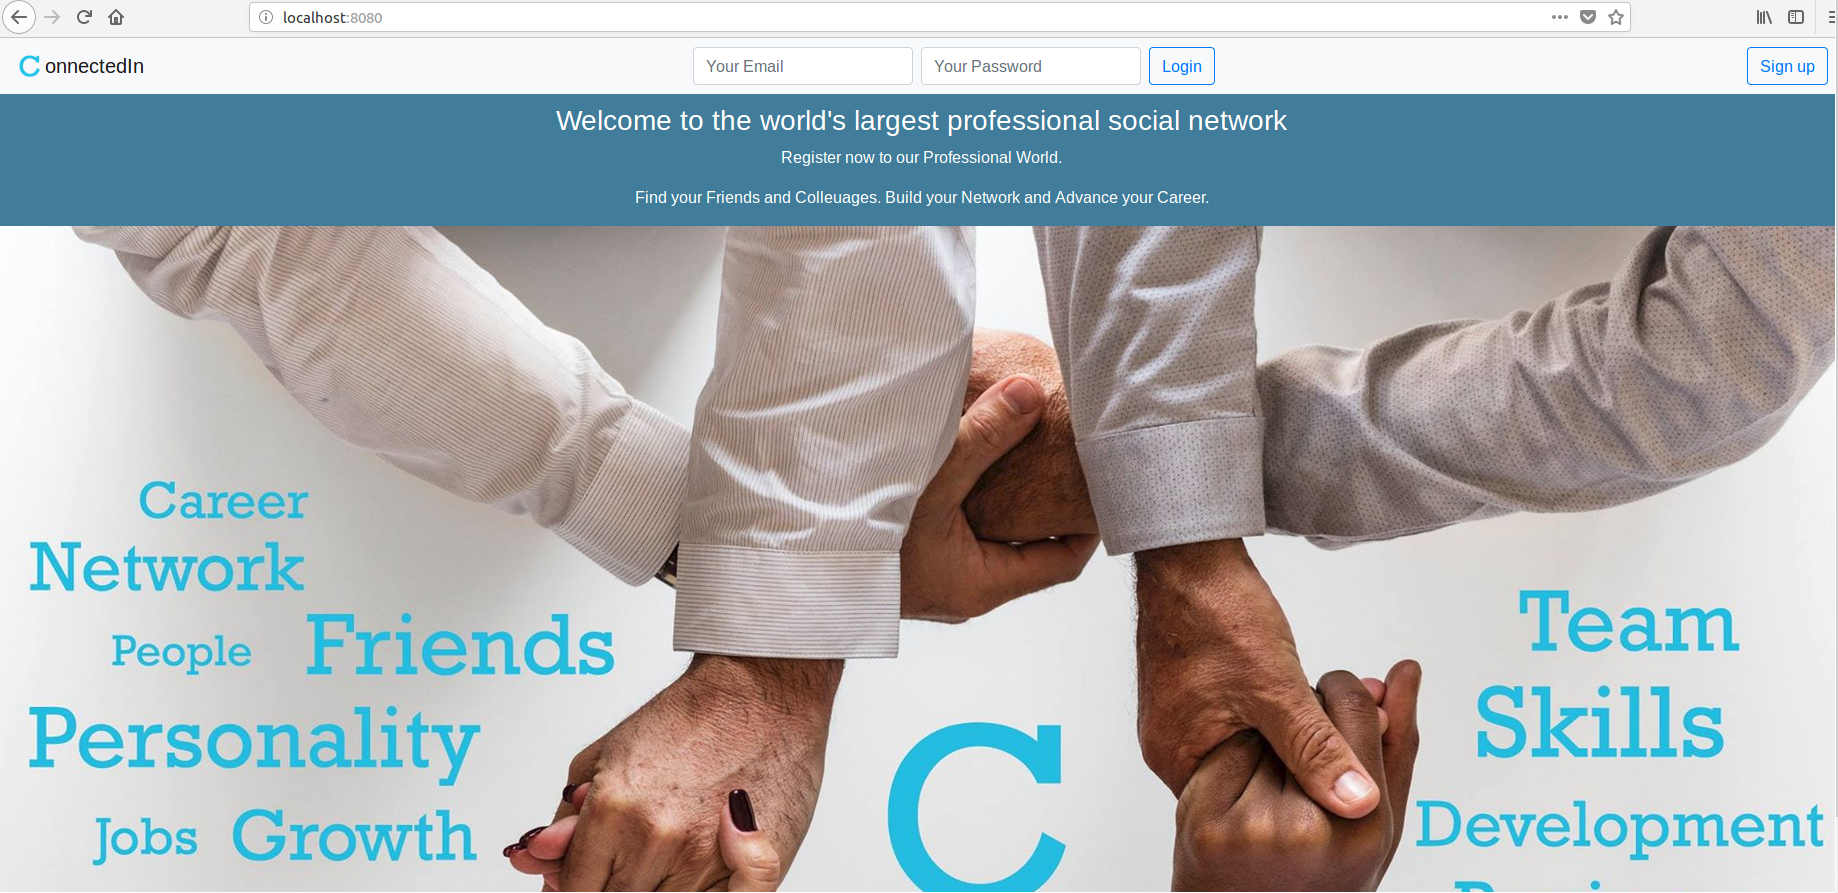 localhost:8080
ConnectedIn
Your Email
Your Password
Login
Sign up
Welcome to the world's largest professional social network
Register now to our Professional World.
Find your Friends and Colleuages. Build your Network and Advance your Career.
Career
Network
People
Friends
Personality
Jobs
Growth
C
Team
Skills
Development